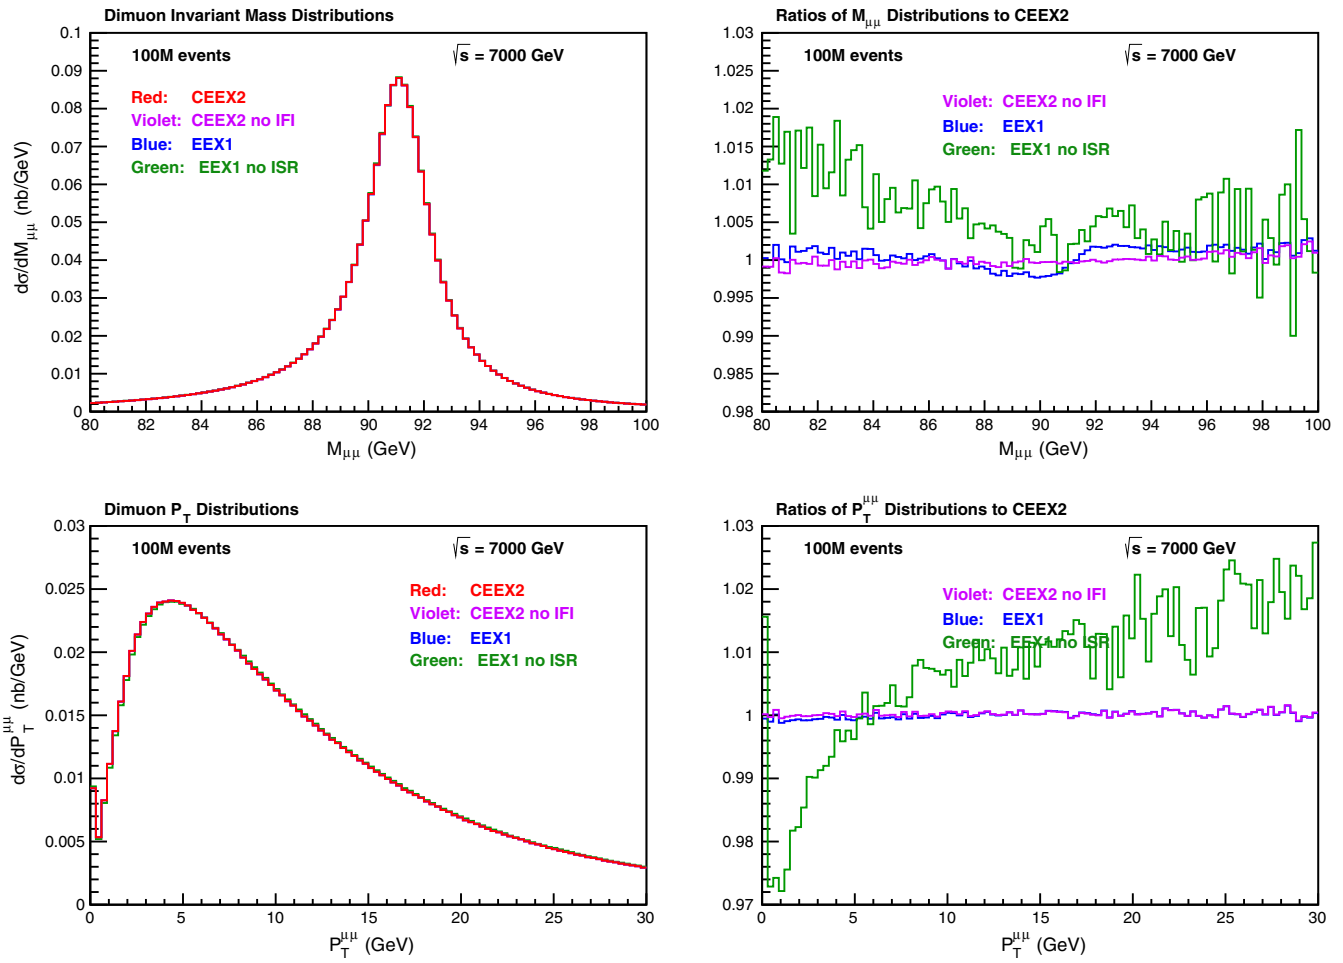 Dimuon Invariant Mass Distributions
0.1
0.09
0.08
0.07
0.06
0.05
0.04
0.03
0.02
0.01
0
dσ/dMμμ (nb/GeV)
100M events
√s = 7000 GeV
Red: CEEX2
Violet: CEEX2 no IFI
Blue: EEX1
Green: EEX1 no ISR
80 82 84 86 88 90 92 94 96 98 100
Mμμ (GeV)
Ratios of Mμμ Distributions to CEEX2
1.03
1.025
1.02
1.015
1.01
1.005
1
0.995
0.99
0.985
0.98
100M events
√s = 7000 GeV
Violet: CEEX2 no IFI
Blue: EEX1
Green: EEX1 no ISR
80 82 84 86 88 90 92 94 96 98 100
Mμμ (GeV)
Dimuon PT Distributions
0.03
0.025
0.02
0.015
0.01
0.005
0
dσ/dPTμμ (nb/GeV)
100M events
√s = 7000 GeV
Red: CEEX2
Violet: CEEX2 no IFI
Blue: EEX1
Green: EEX1 no ISR
0 5 10 15 20 25 30
PTμμ (GeV)
Ratios of PTμμ Distributions to CEEX2
1.03
1.02
1.01
1
0.99
0.98
0.97
100M events
√s = 7000 GeV
Violet: CEEX2 no IFI
Blue: EEX1
Green: EEX1 no ISR
0 5 10 15 20 25 30
PTμμ (GeV)